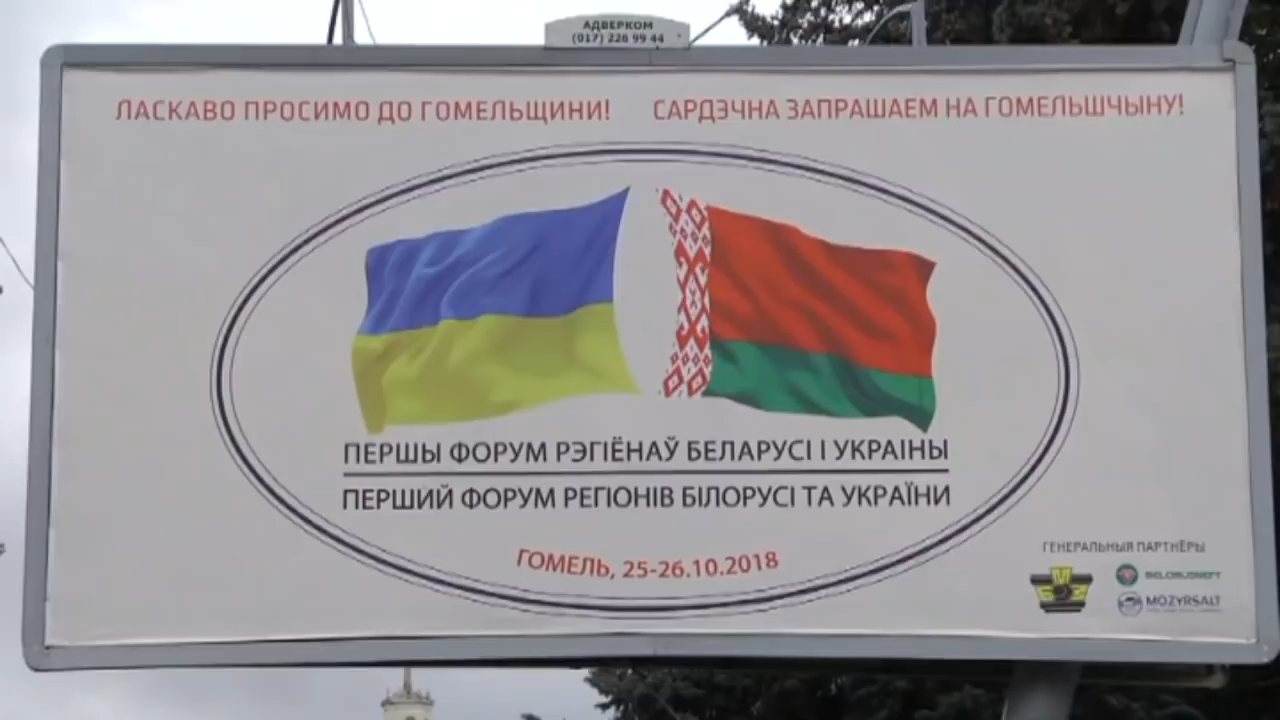 АДВЕРКОМ
(017) 226 99 44
ЛАСКАВО ПРОСИМО ДО ГОМЕЛЬЩИНИ! САРДЭЧНА ЗАПРАШАЕМ НА ГОМЕЛЬШЧЫНУ!
ПЕРШЫ ФОРУМ РЭГІЁНАЎ БЕЛАРУСІ І УКРАІНЫ
ПЕРШИЙ ФОРУМ РЕГІОНІВ БІЛОРУСІ ТА УКРАЇНИ
ГОМЕЛЬ, 25-26.10.2018
ГЕНЕРАЛЬНЫЯ ПАРТНЁРЫ
BELORUSNEFT
MOZYRSALT